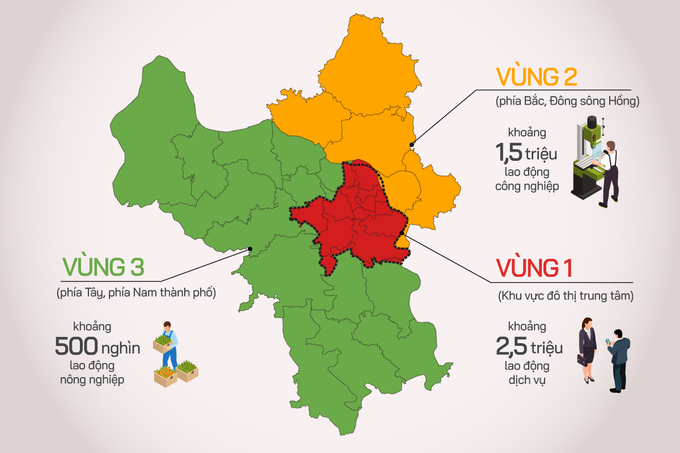 VÙNG 2
(phía Bắc, Đông sông Hồng)
khoảng
1,5 triệu
lao động
công nghiệp
VÙNG 3
(phía Tây, phía Nam thành phố)
khoảng
500 nghìn
lao động
nông nghiệp
VÙNG 1
(Khu vực đô thị trung tâm)
khoảng
2,5 triệu
lao động
dịch vụ